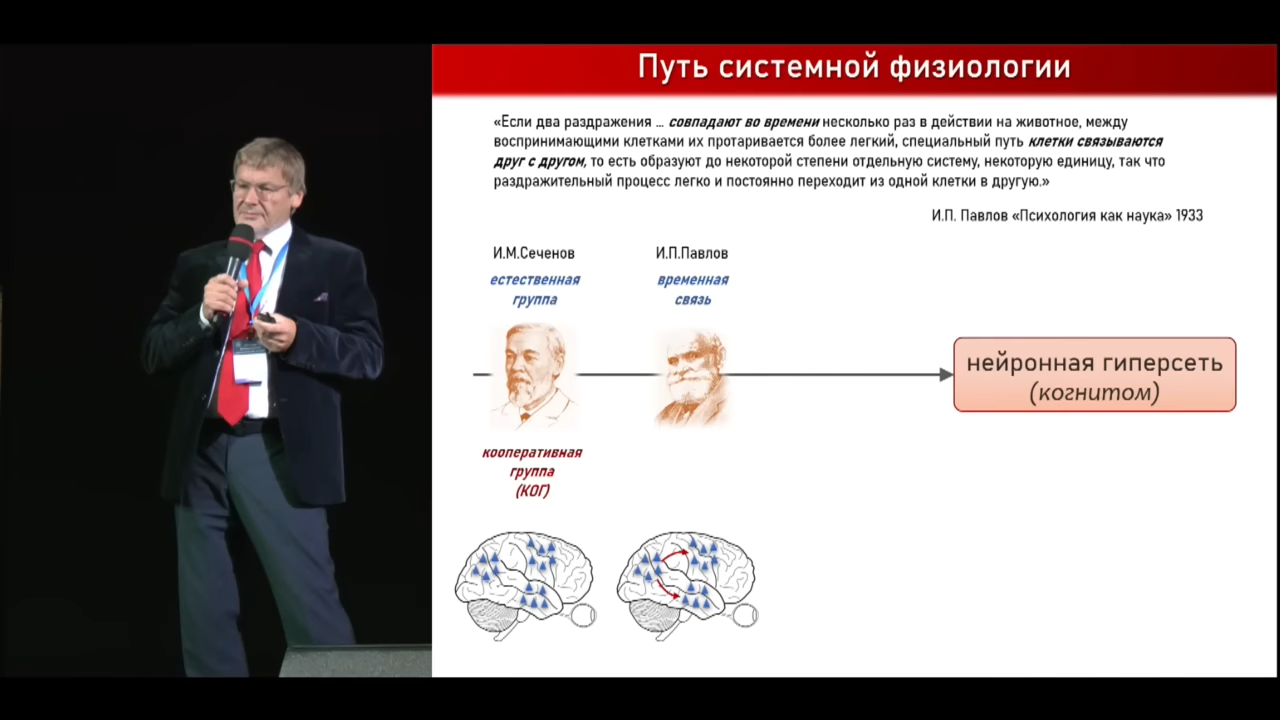 Путь системной физиологии
«Если два раздражения ... совпадают во времени несколько раз в действии на животное, между
воспринимающими клетками их протаривается более легкий, специальный путь клетки связываются
друг с другом, то есть образуют до некоторой степени отдельную систему, некоторую единицу, так что
раздражительный процесс легко и постоянно переходит из одной клетки в другую.»
И.П. Павлов «Психология как наука» 1933
И.М.Сеченов
естественная
группа
И.П.Павлов
временная
связь
нейронная гиперсеть
(когнитом)
кооперативная
группа
(КОГ)